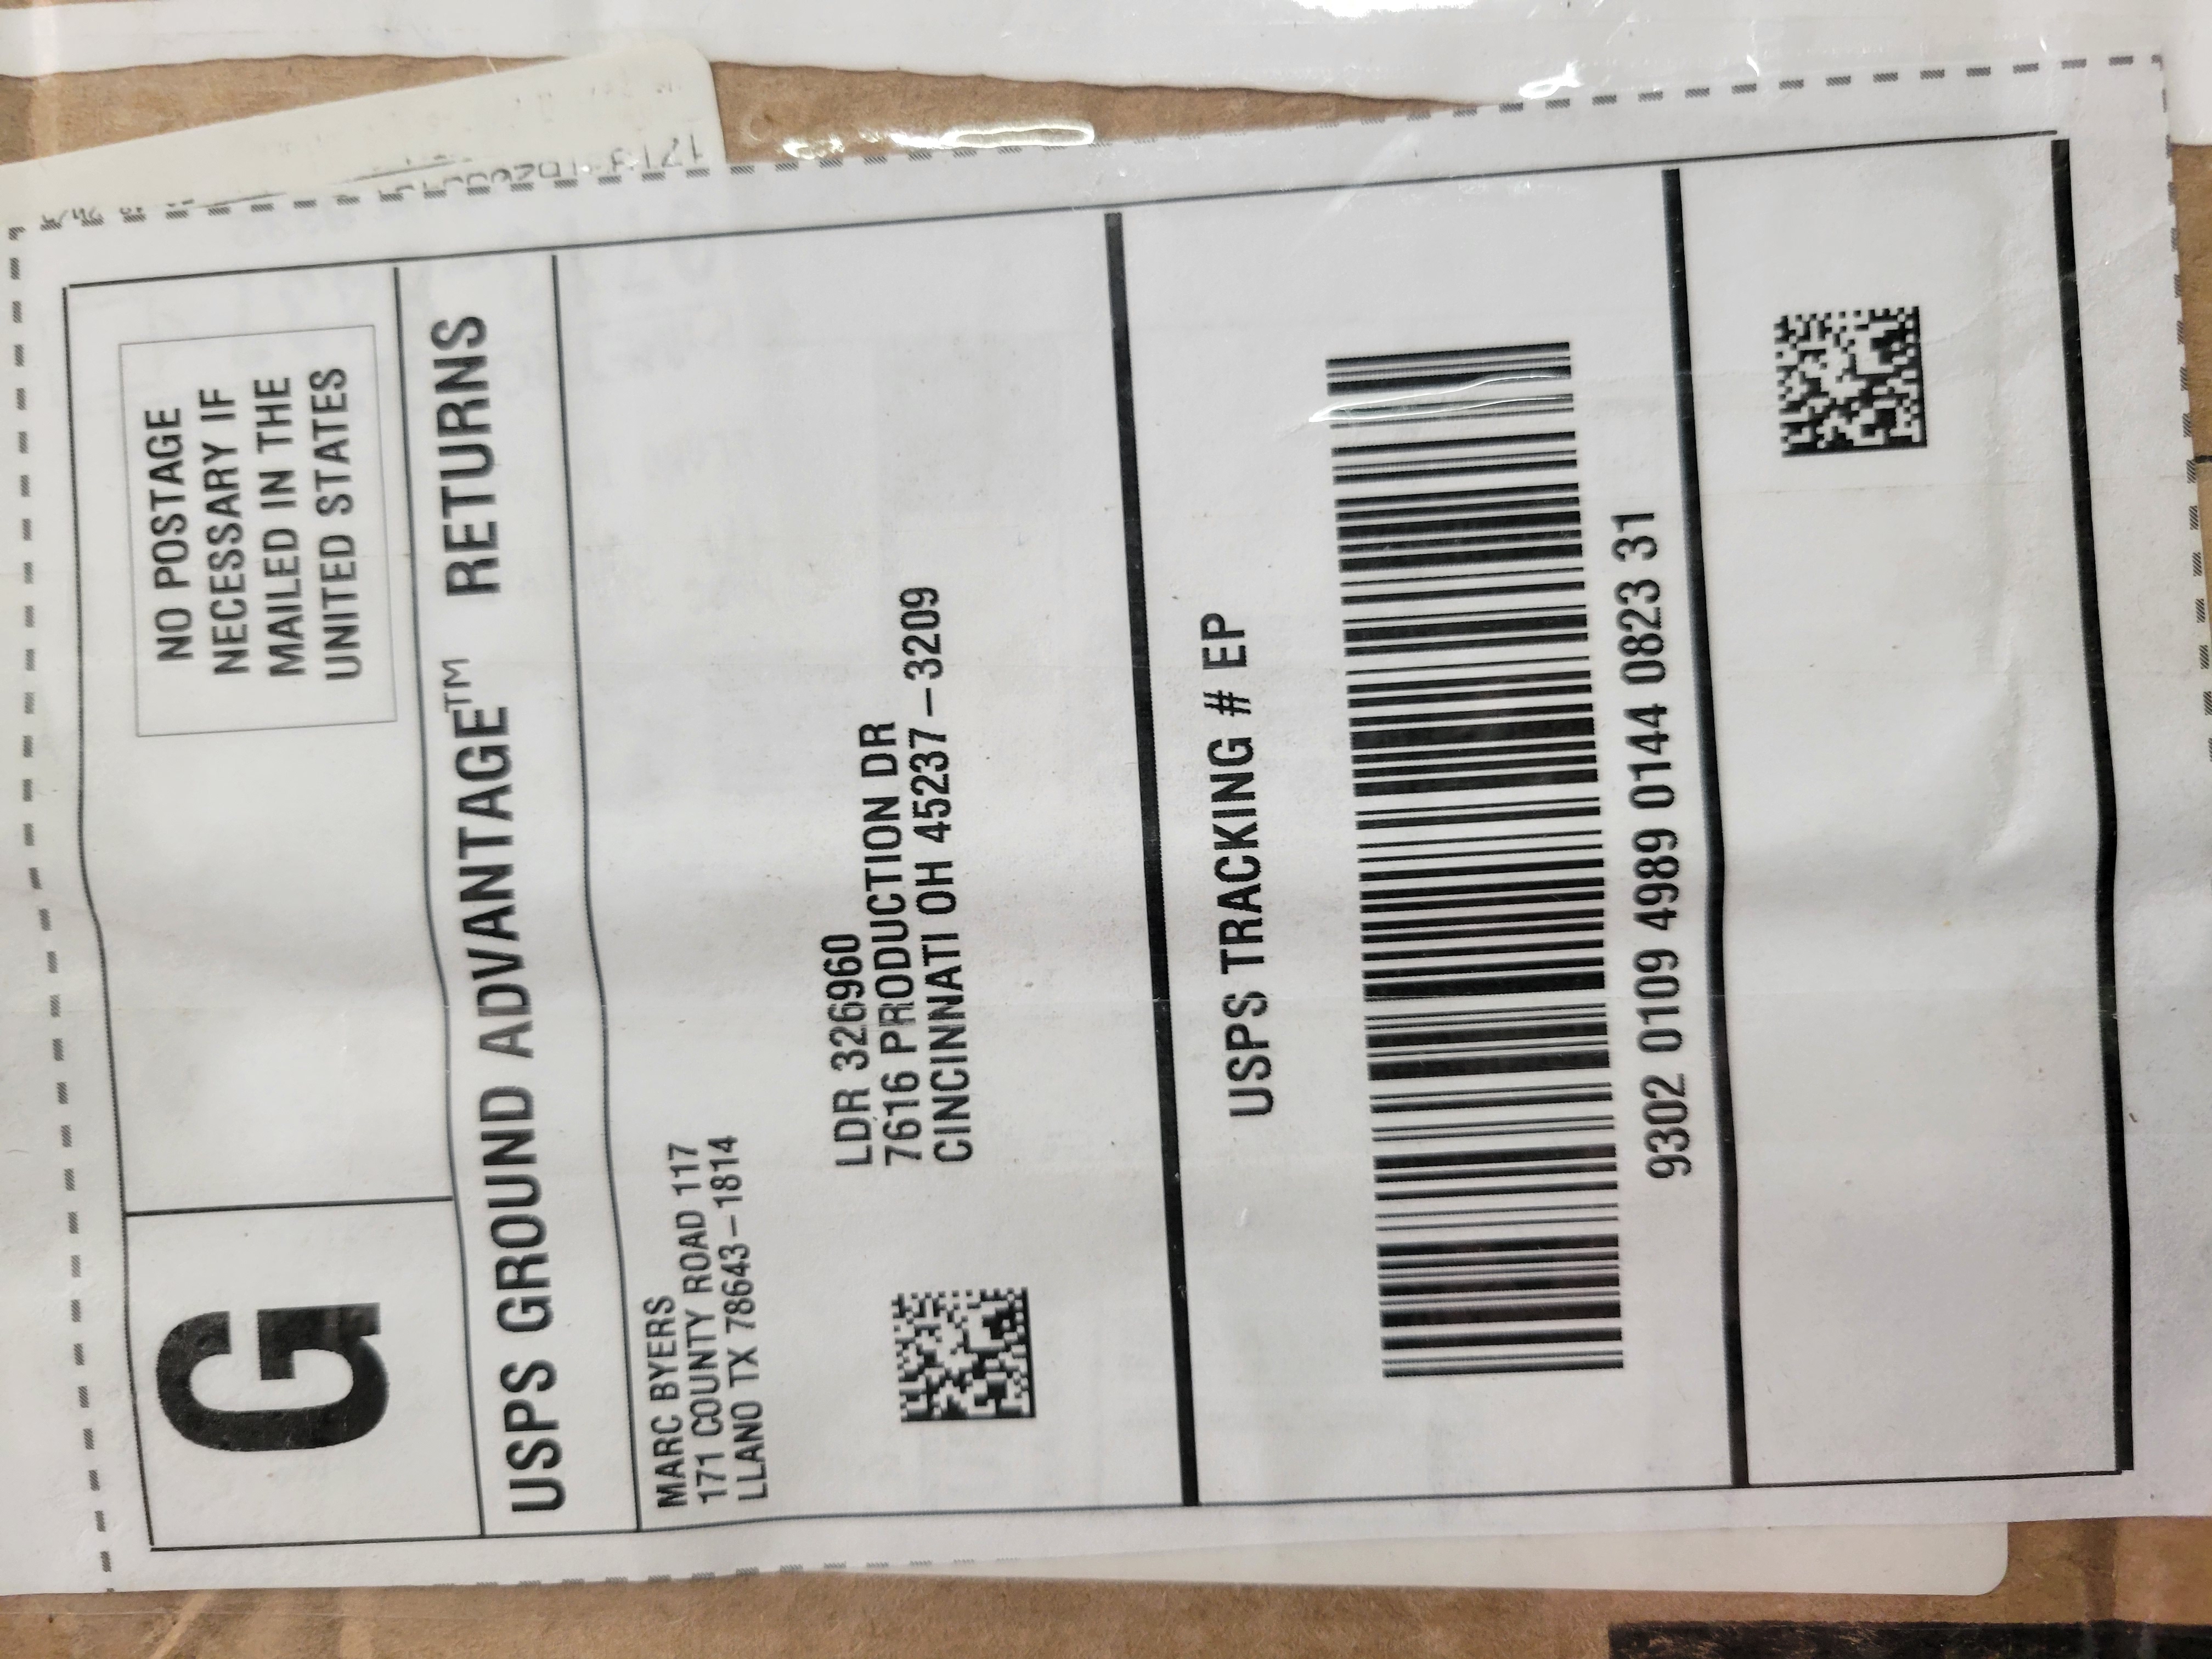 G
NO POSTAGE
NECESSARY IF
MAILED IN THE
UNITED STATES
USPS GROUND ADVANTAGE™ RETURNS
MARC BYERS
171 COUNTY ROAD 117
LLANO TX 78643-1814
LDR 326960
7616 PRODUCTION DR
CINCINNATI OH 45237-3209
USPS TRACKING # EP
9302 0109 4989 0144 0823 31